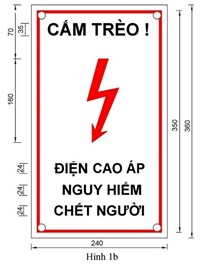 CẤM TRÈO !
70
35
160
350
360
ĐIỆN CAO ÁP
24
NGUY HIỂM
24
CHẾT NGƯỜI
24
240
Hình 1b